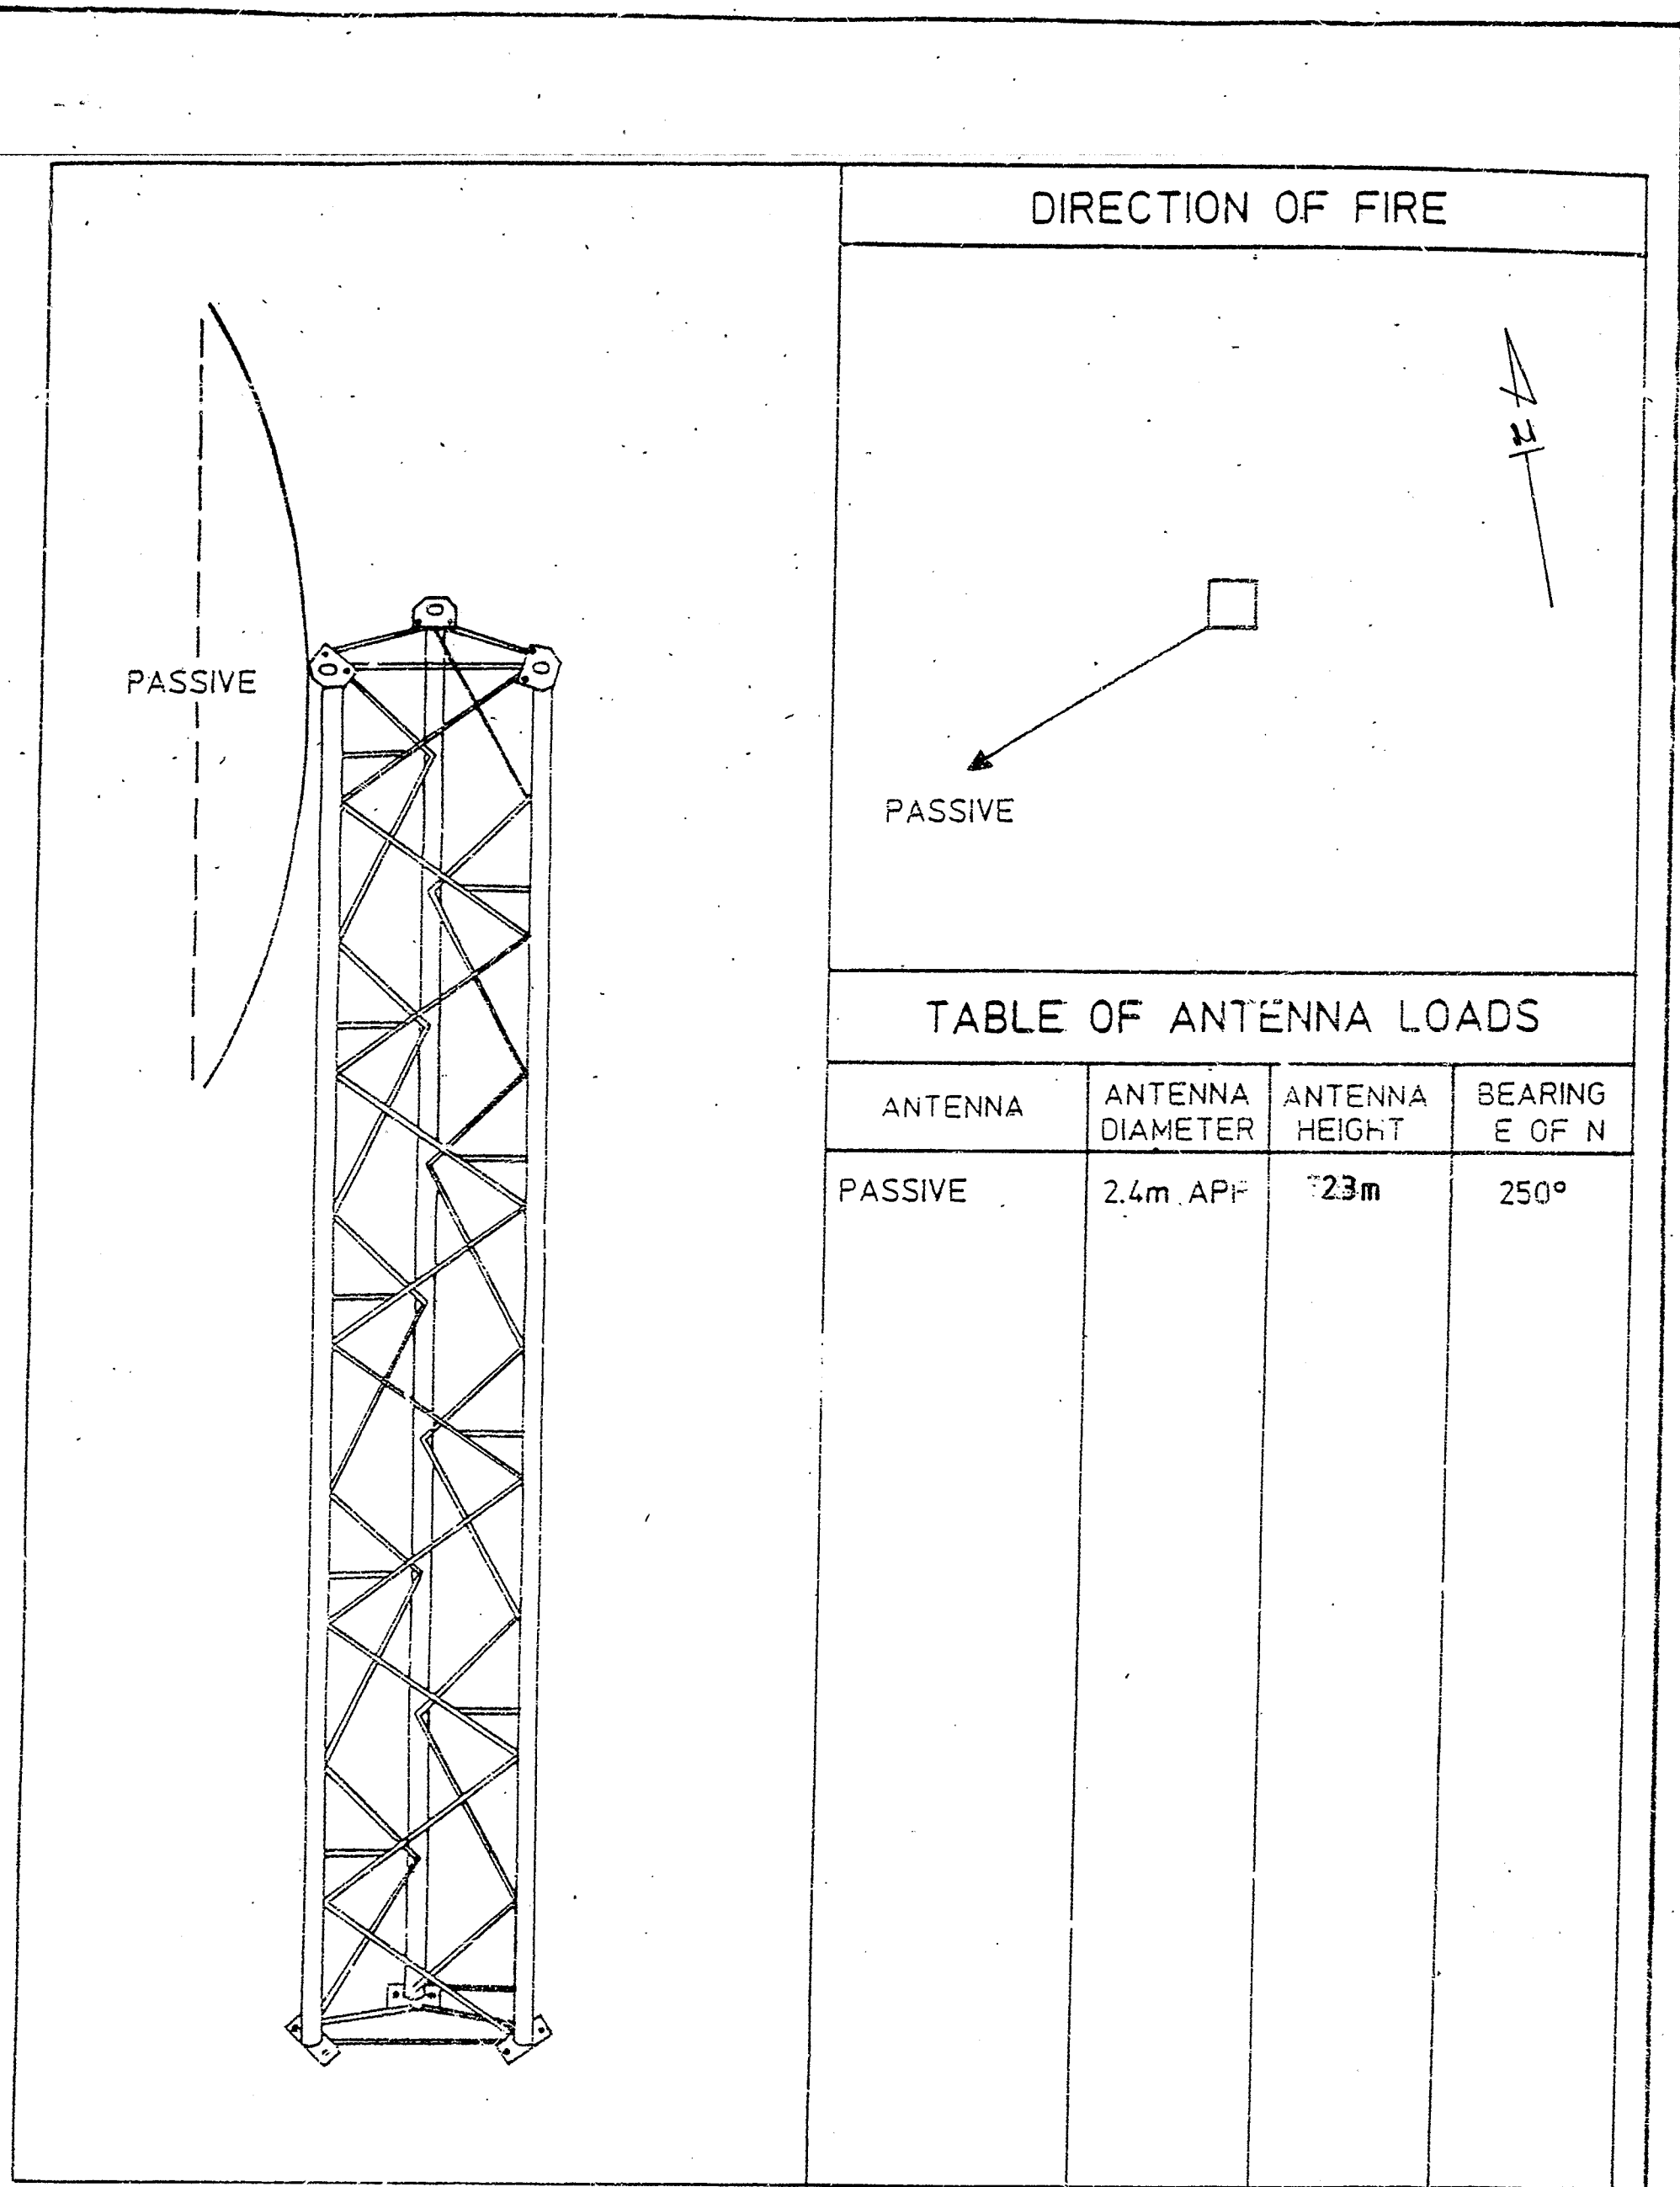 DIRECTION OF FIRE
N
PASSIVE
PASSIVE
TABLE OF ANTENNA LOADS
ANTENNA
ANTENNA DIAMETER
ANTENNA HEIGHT
BEARING E OF N
PASSIVE 2.4m 23m 250°